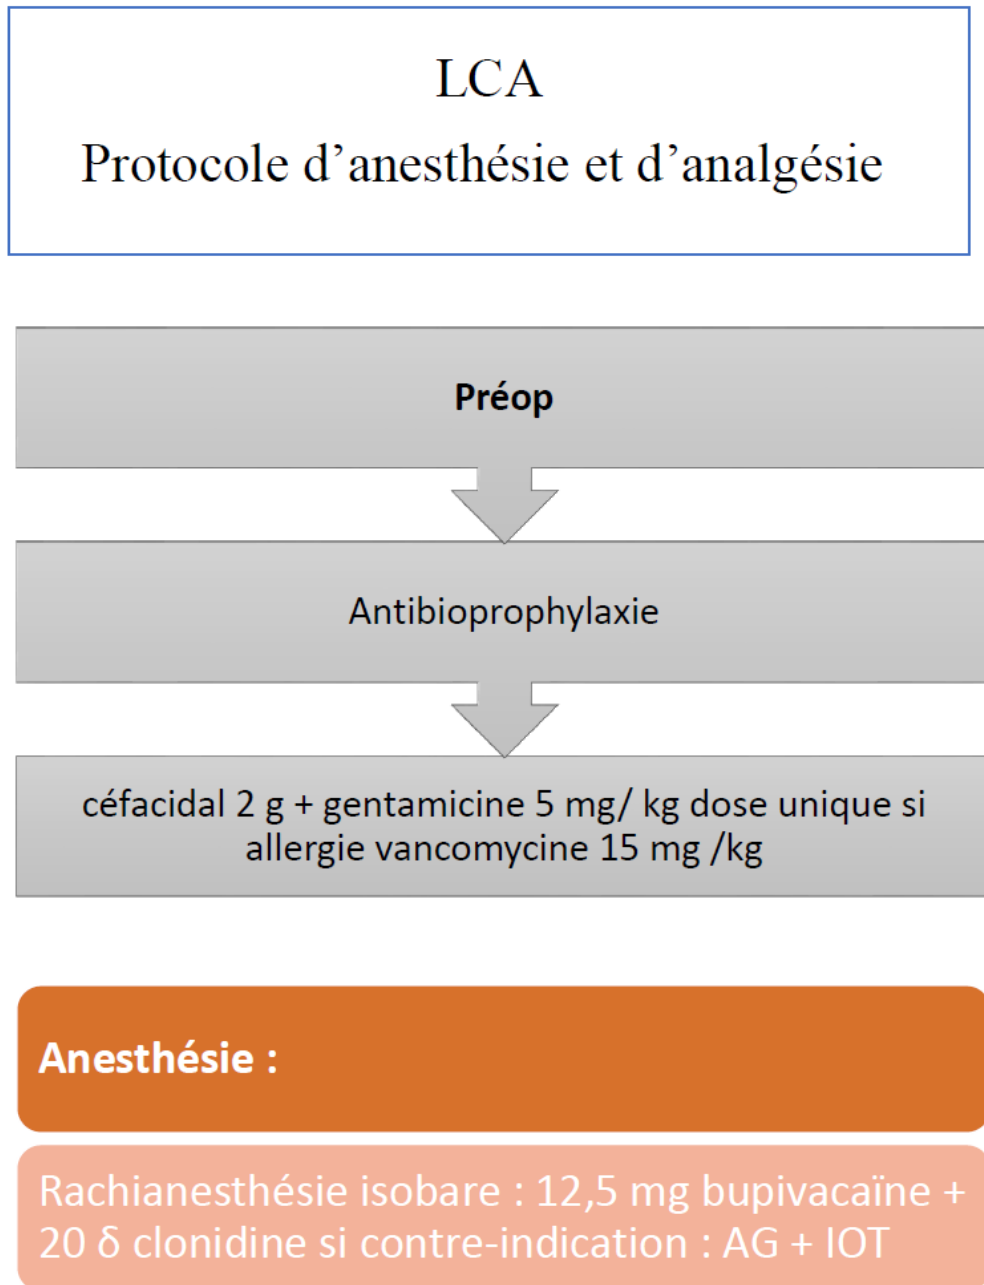 LCA
Protocole d’anesthésie et d’analgésie
Préop
Antibioprophylaxie
céfacidal 2 g + gentamicine 5 mg/ kg dose unique si
allergie vancomycine 15 mg /kg
Anesthésie :
Rachianesthésie isobare : 12,5 mg bupivacaïne +
20 δ clonidine si contre-indication : AG + IOT